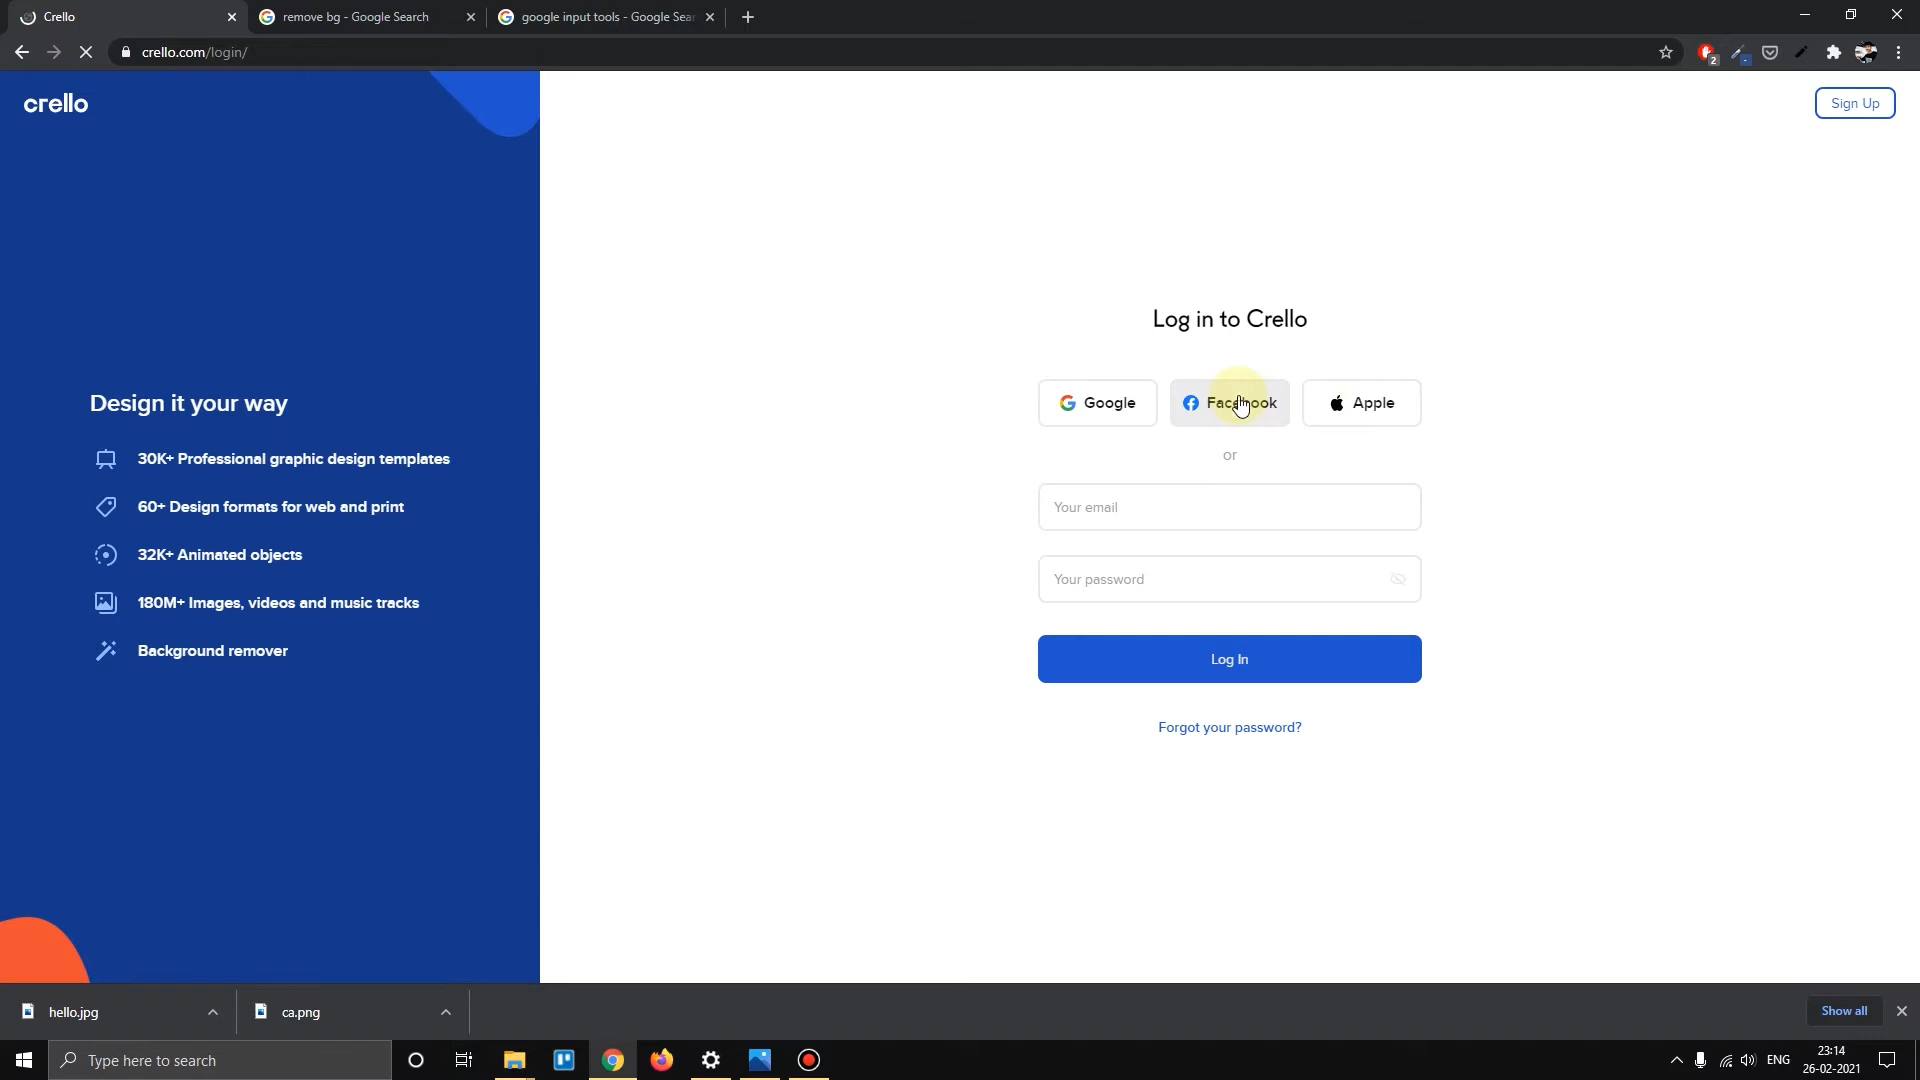 Crello
remove bg - Google Search
google input tools - Google Sear
crello.com/login/
2
crello
Sign Up
Log in to Crello
Google
Facebook
Apple
or
Your email
Your password
Log In
Forgot your password?
Design it your way
30K+ Professional graphic design templates
60+ Design formats for web and print
32K+ Animated objects
180M+ Images, videos and music tracks
Background remover
hello.jpg
ca.png
Show all
Type here to search
ENG
23:14
26-02-2021